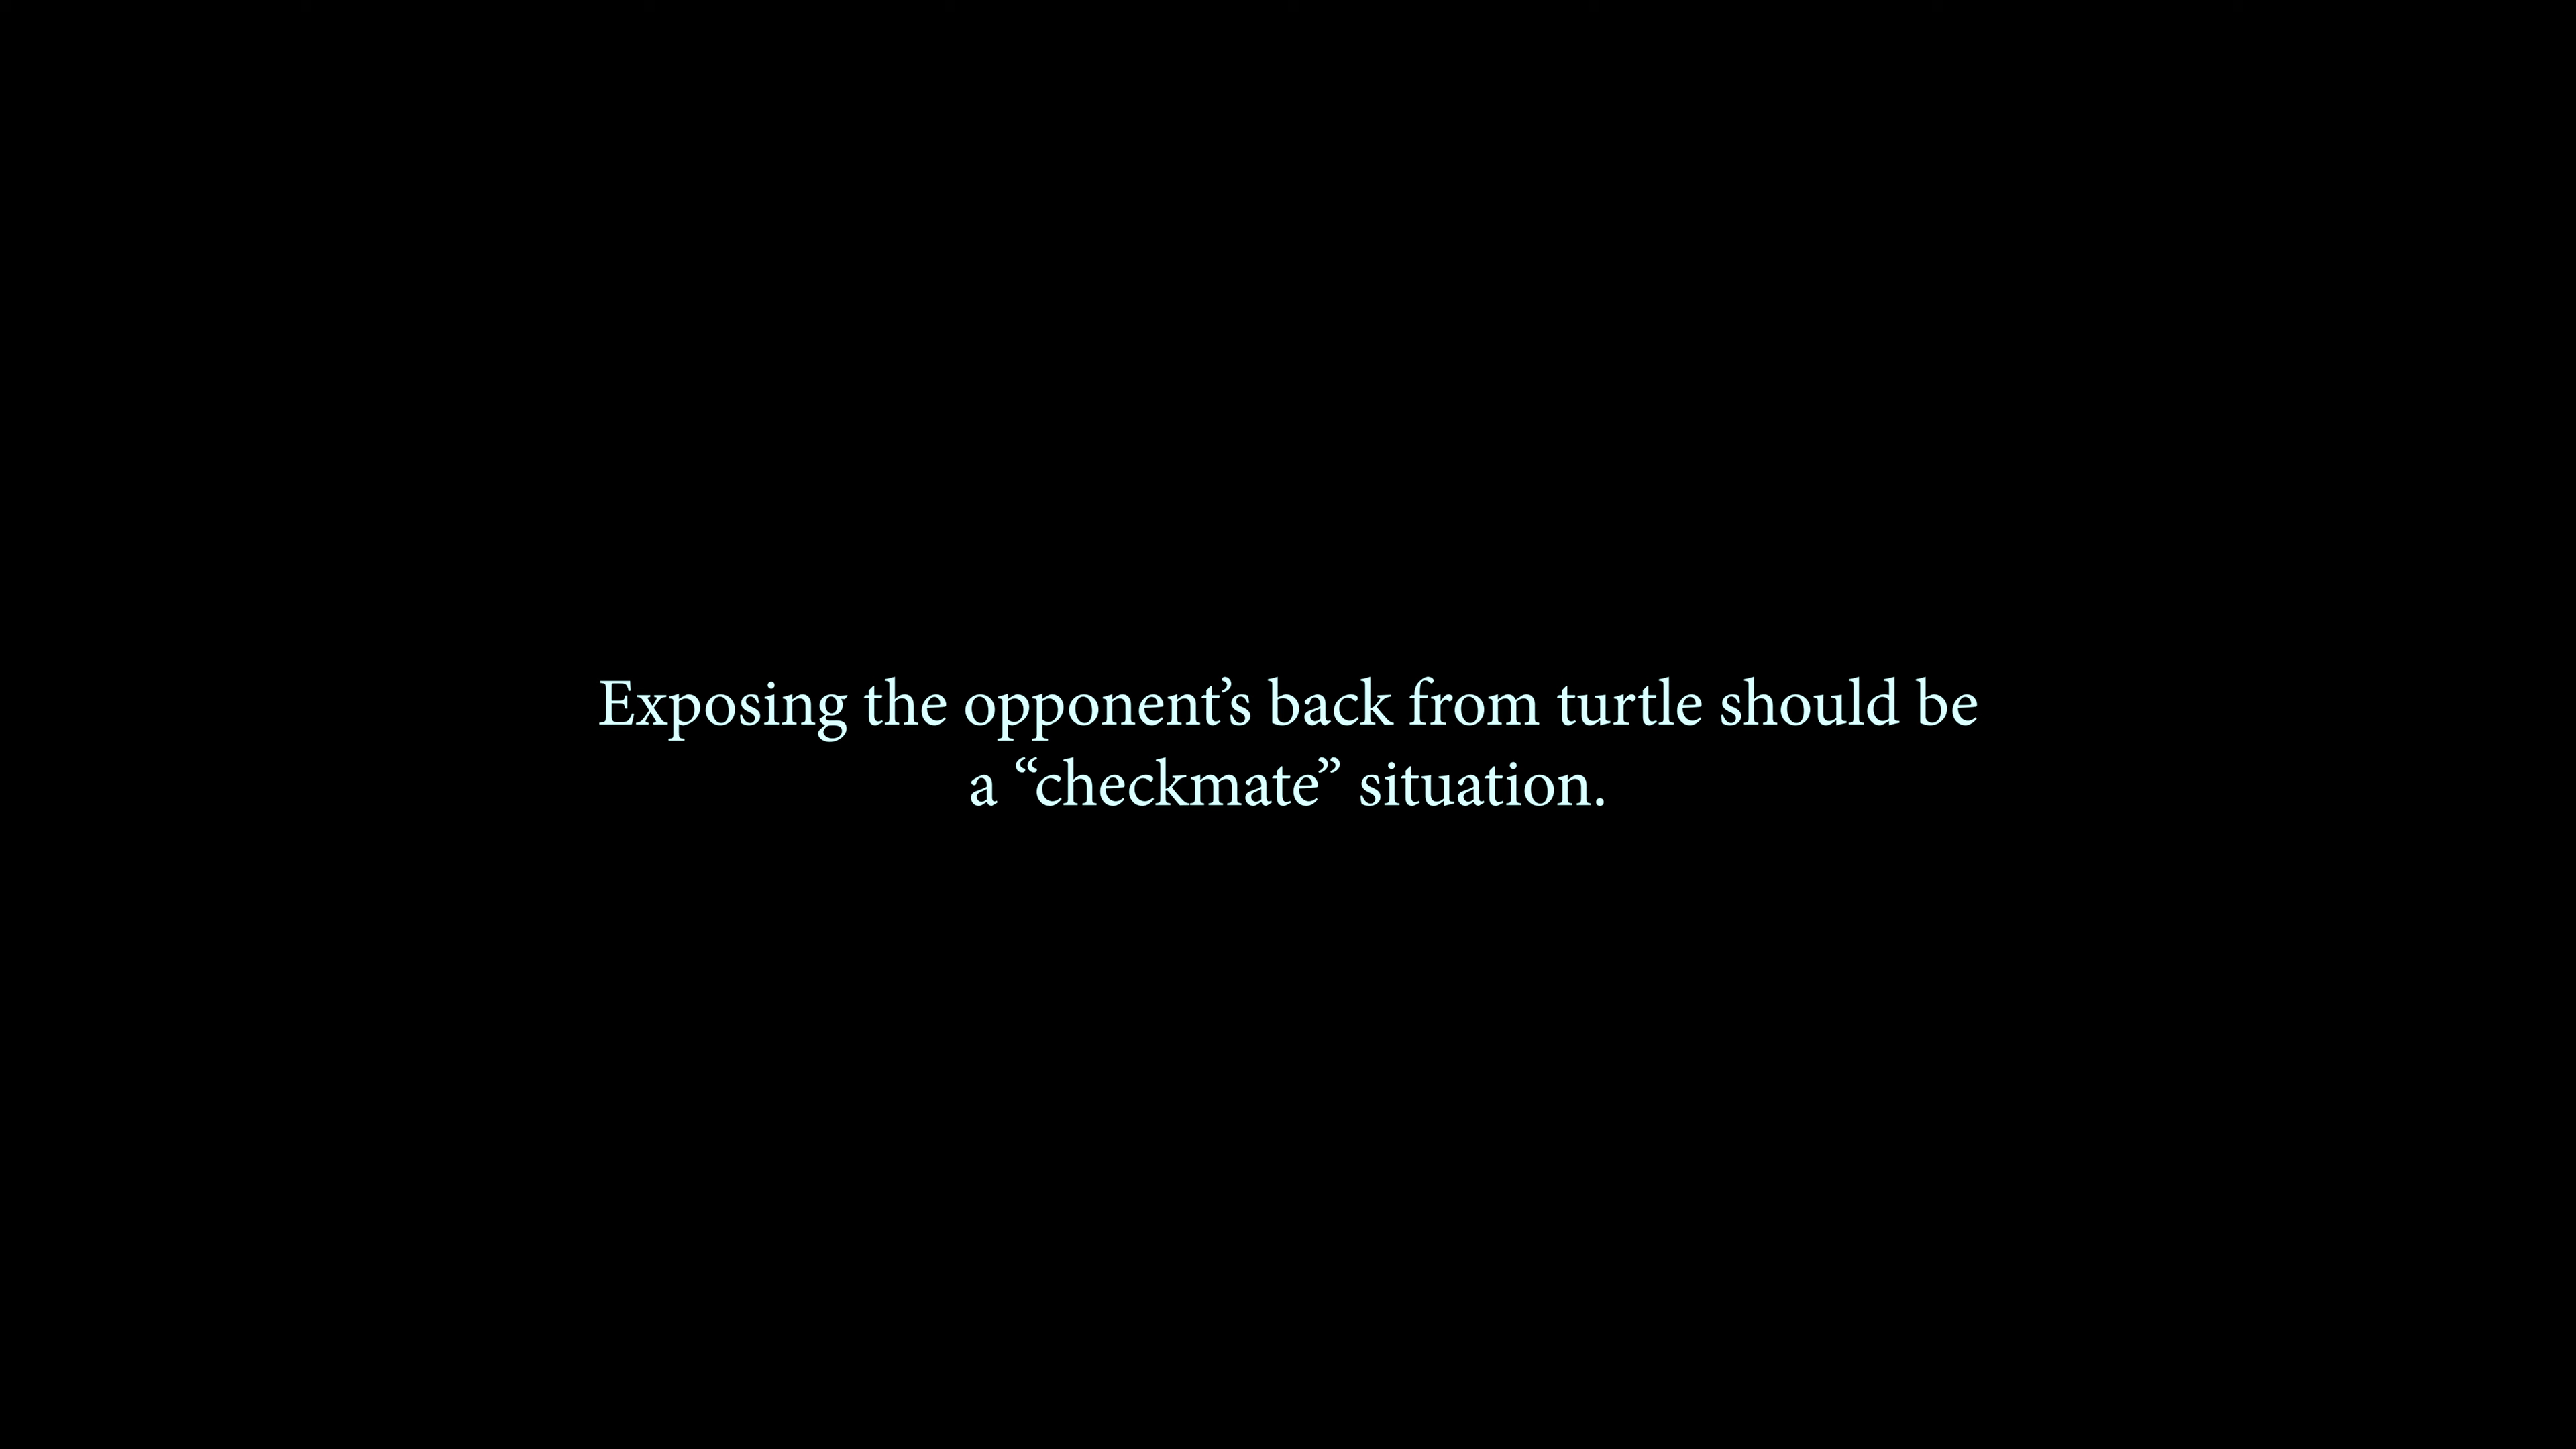 Exposing the opponent’s back from turtle should be
a “checkmate” situation.